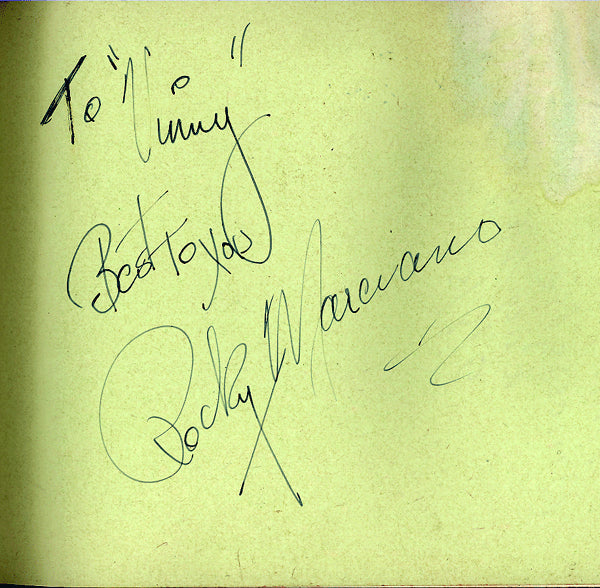 To "Vinny"
Best to you
Rocky Marciano